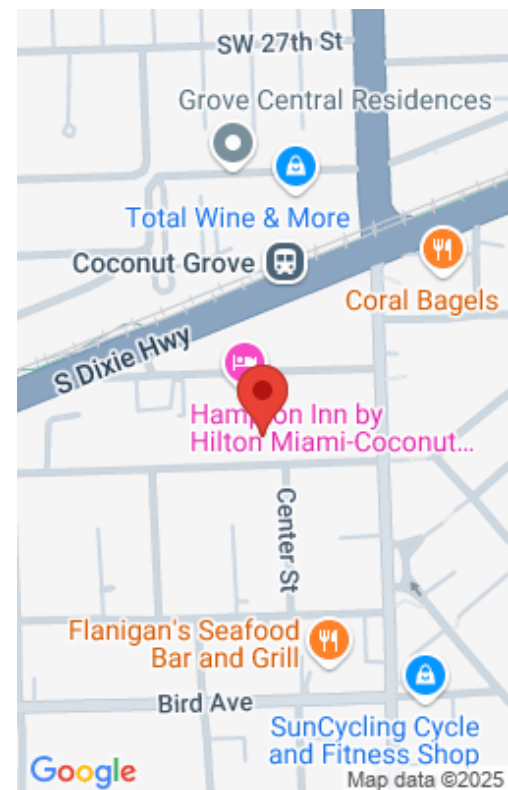 SW 27th St
Grove Central Residences
Total Wine & More
Coconut Grove
Coral Bagels
S Dixie Hwy
Hampton Inn by
Hilton Miami-Coconut...
Center St
Flanigan's Seafood
Bar and Grill
Bird Ave
SunCycling Cycle
and Fitness Shop
Google
Map data ©2025